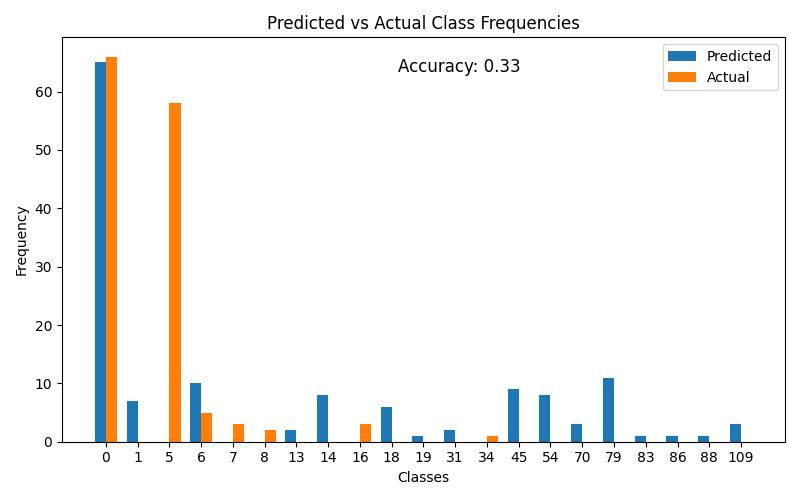 Predicted vs Actual Class Frequencies
Accuracy: 0.33
Predicted
Actual
Frequency
60
50
40
30
20
10
0
0 1 5 6 7 8 13 14 16 18 19 31 34 45 54 70 79 83 86 88 109
Classes